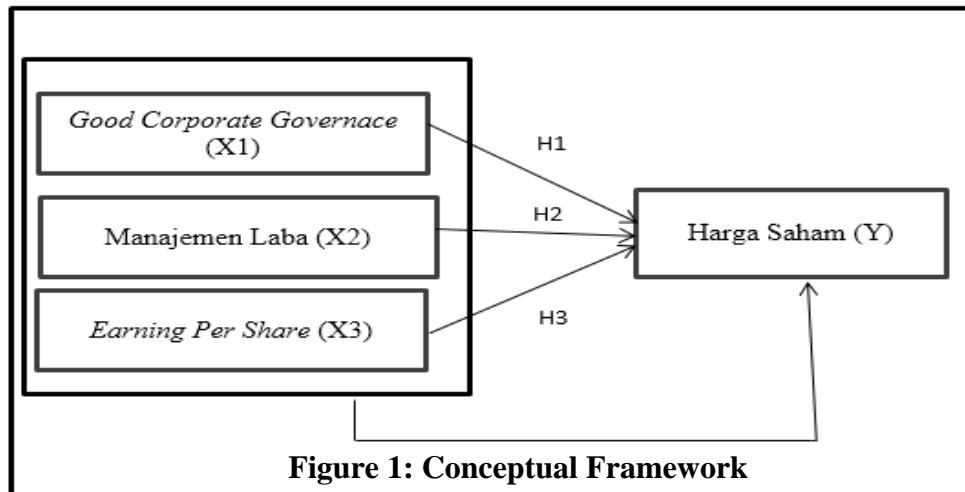 Good Corporate Governace
(X1)
H1
H2
Manajemen Laba (X2)
Harga Saham (Y)
Earning Per Share (X3)
H3
Figure 1: Conceptual Framework